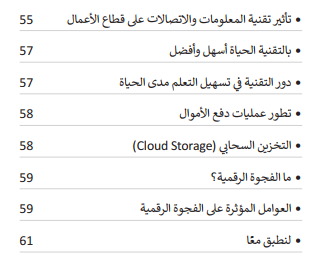 • تأثير تقنية المعلومات والاتصالات على قطاع الأعمال 55
• بالتقنية الحياة أسهل وأفضل 57
• دور التقنية في تسهيل التعلم مدى الحياة 57
• تطور عمليات دفع الأموال 58
• التخزين السحابي (Cloud Storage) 58
• ما الفجوة الرقمية؟ 59
• العوامل المؤثرة على الفجوة الرقمية 59
• لنطبق معًا 61